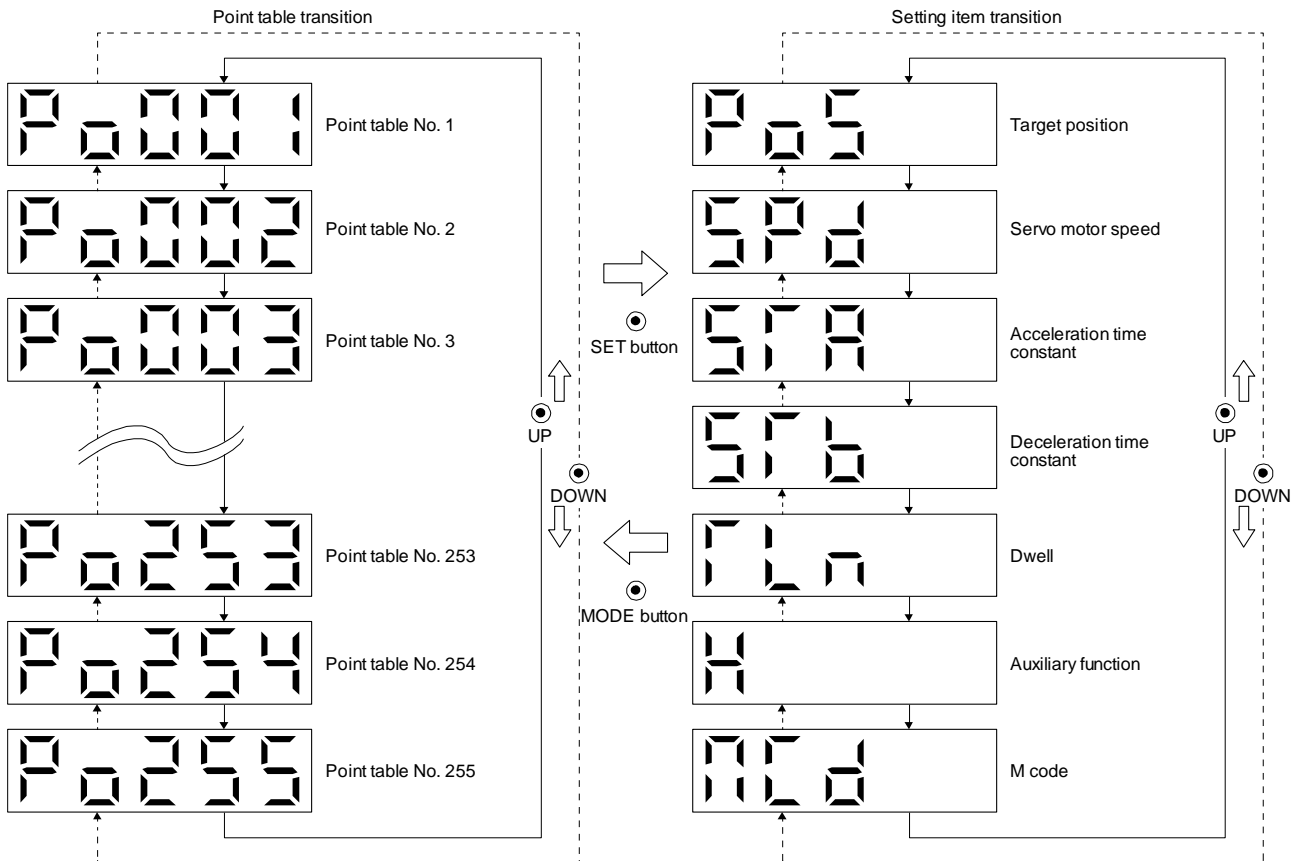 Point table transition
Po001
Point table No. 1
Po002
Point table No. 2
Po003
Point table No. 3
Po253
Point table No. 253
Po254
Point table No. 254
Po255
Point table No. 255
UP
DOWN
SET button
MODE button
Setting item transition
PoS
Target position
SPd
Servo motor speed
STA
Acceleration time
constant
STb
Deceleration time
constant
TLn
Dwell
H
Auxiliary function
MCd
M code
UP
DOWN